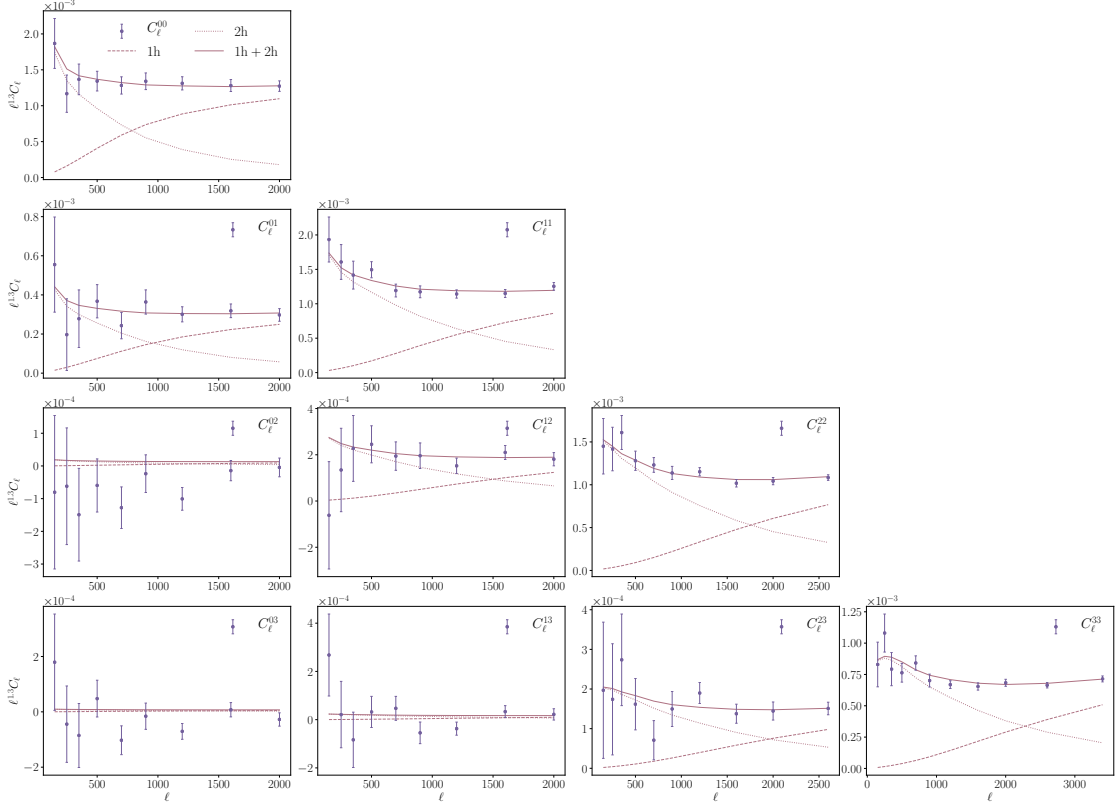 ×10⁻³
2.0
1.5
1.0
0.5
0.0
ℓ^{1.3}C_ℓ
C_ℓ^{00} 2h
1h 1h + 2h
500 1000 1500 2000
×10⁻³
0.8
0.6
0.4
0.2
0.0
ℓ^{1.3}C_ℓ
C_ℓ^{01}
500 1000 1500 2000
×10⁻³
2.0
1.5
1.0
0.5
0.0
C_ℓ^{11}
500 1000 1500 2000
×10⁻⁴
1
0
−1
−2
−3
ℓ^{1.3}C_ℓ
C_ℓ^{02}
500 1000 1500 2000
×10⁻⁴
4
2
0
−2
C_ℓ^{12}
500 1000 1500 2000
×10⁻³
1.5
1.0
0.5
0.0
C_ℓ^{22}
500 1000 1500 2000 2500
×10⁻⁴
2
0
−2
ℓ^{1.3}C_ℓ
C_ℓ^{03}
500 1000 1500 2000
ℓ
×10⁻⁴
4
2
0
−2
C_ℓ^{13}
500 1000 1500 2000
ℓ
×10⁻⁴
4
3
2
1
0
C_ℓ^{23}
500 1000 1500 2000 2500
ℓ
×10⁻³
1.25
1.00
0.75
0.50
0.25
0.00
C_ℓ^{33}
0 1000 2000 3000
ℓ